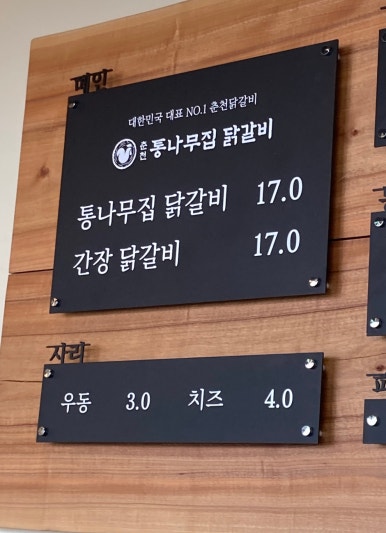 메인
대한민국 대표 NO.1 춘천닭갈비
춘천 통나무집 닭갈비
통나무집 닭갈비 17.0
간장 닭갈비 17.0
사리
우동 3.0 치즈 4.0